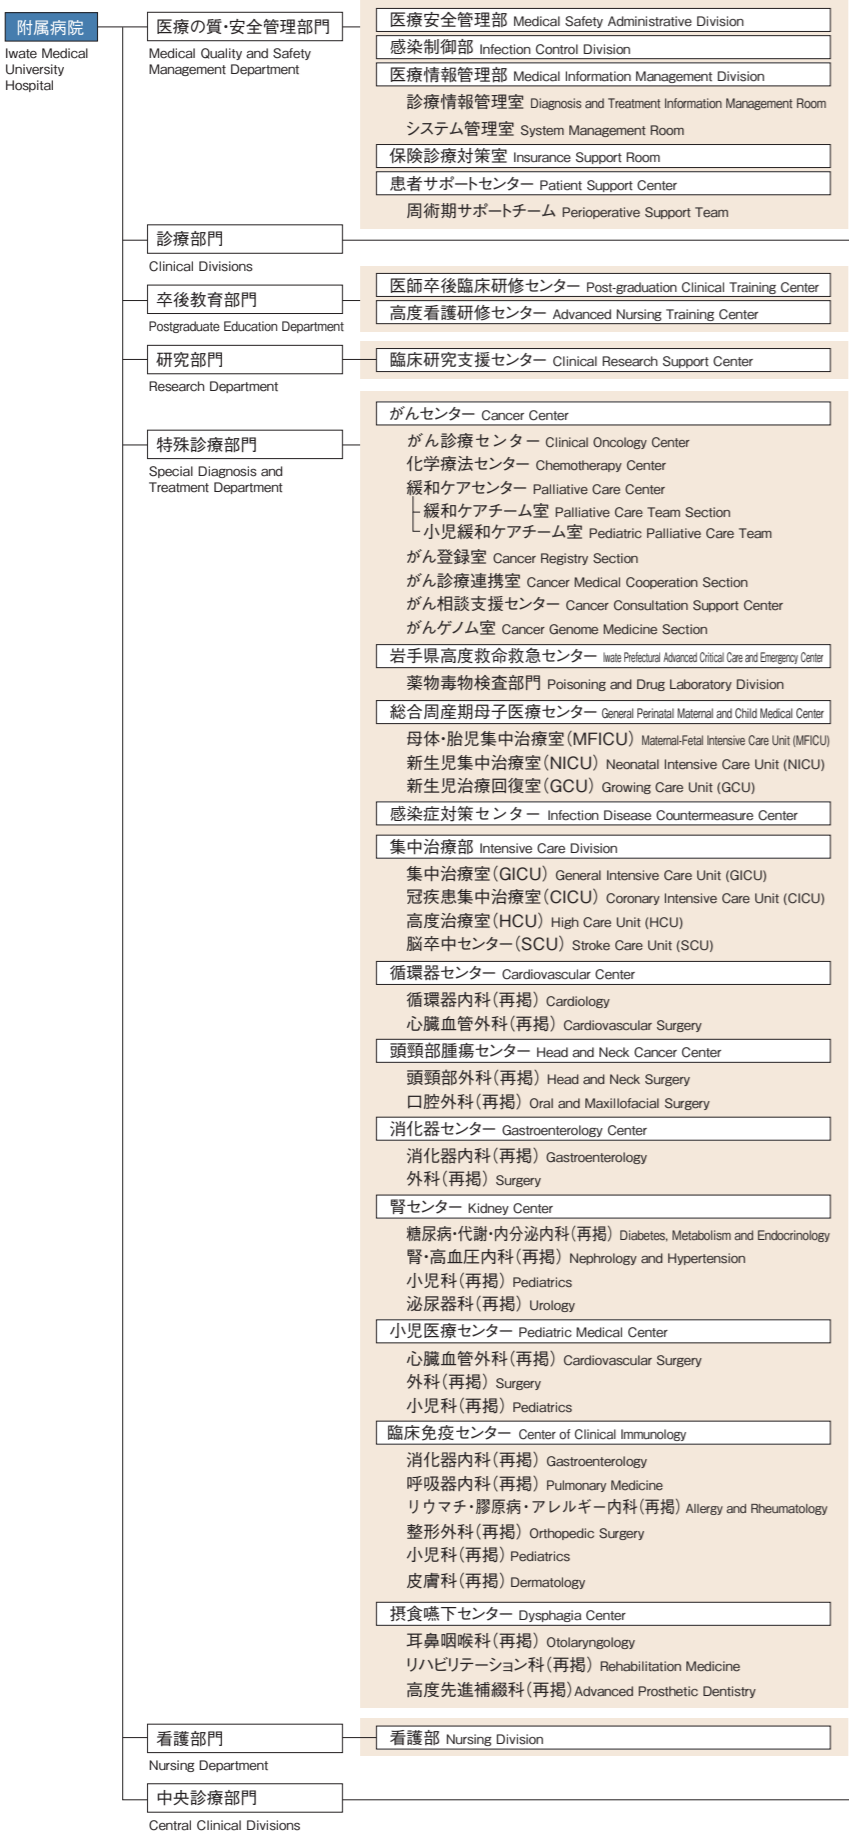 附属病院
Iwate Medical
University
Hospital
医療の質・安全管理部門
Medical Quality and Safety
Management Department
医療安全管理部 Medical Safety Administrative Division
感染制御部 Infection Control Division
医療情報管理部 Medical Information Management Division
診療情報管理室 Diagnosis and Treatment Information Management Room
システム管理室 System Management Room
保険診療対策室 Insurance Support Room
患者サポートセンター Patient Support Center
周術期サポートチーム Perioperative Support Team
診療部門
Clinical Divisions
卒後教育部門
Postgraduate Education Department
医師卒後臨床研修センター Post-graduation Clinical Training Center
高度看護研修センター Advanced Nursing Training Center
研究部門
Research Department
臨床研究支援センター Clinical Research Support Center
特殊診療部門
Special Diagnosis and
Treatment Department
がんセンター Cancer Center
がん診療センター Clinical Oncology Center
化学療法センター Chemotherapy Center
緩和ケアセンター Palliative Care Center
緩和ケアチーム室 Palliative Care Team Section
小児緩和ケアチーム室 Pediatric Palliative Care Team
がん登録室 Cancer Registry Section
がん診療連携室 Cancer Medical Cooperation Section
がん相談支援センター Cancer Consultation Support Center
がんゲノム室 Cancer Genome Medicine Section
岩手県高度救命救急センター Iwate Prefectural Advanced Critical Care and Emergency Center
薬物毒物検査部門 Poisoning and Drug Laboratory Division
総合周産期母子医療センター General Perinatal Maternal and Child Medical Center
母体・胎児集中治療室（MFICU） Maternal-Fetal Intensive Care Unit (MFICU)
新生児集中治療室（NICU） Neonatal Intensive Care Unit (NICU)
新生児治療回復室（GCU） Growing Care Unit (GCU)
感染症対策センター Infection Disease Countermeasure Center
集中治療部 Intensive Care Division
集中治療室（GICU） General Intensive Care Unit (GICU)
冠疾患集中治療室（CICU） Coronary Intensive Care Unit (CICU)
高度治療室（HCU） High Care Unit (HCU)
脳卒中センター（SCU） Stroke Care Unit (SCU)
循環器センター Cardiovascular Center
循環器内科（再掲） Cardiology
心臓血管外科（再掲） Cardiovascular Surgery
頭頸部腫瘍センター Head and Neck Cancer Center
頭頸部外科（再掲） Head and Neck Surgery
口腔外科（再掲） Oral and Maxillofacial Surgery
消化器センター Gastroenterology Center
消化器内科（再掲） Gastroenterology
外科（再掲） Surgery
腎センター Kidney Center
糖尿病・代謝・内分泌内科（再掲） Diabetes, Metabolism and Endocrinology
腎・高血圧内科（再掲） Nephrology and Hypertension
小児科（再掲） Pediatrics
泌尿器科（再掲） Urology
小児医療センター Pediatric Medical Center
心臓血管外科（再掲） Cardiovascular Surgery
外科（再掲） Surgery
小児科（再掲） Pediatrics
臨床免疫センター Center of Clinical Immunology
消化器内科（再掲） Gastroenterology
呼吸器内科（再掲） Pulmonary Medicine
リウマチ・膠原病・アレルギー内科（再掲） Allergy and Rheumatology
整形外科（再掲） Orthopedic Surgery
小児科（再掲） Pediatrics
皮膚科（再掲） Dermatology
摂食嚥下センター Dysphagia Center
耳鼻咽喉科（再掲） Otolaryngology
リハビリテーション科（再掲） Rehabilitation Medicine
高度先進補綴科（再掲）Advanced Prosthetic Dentistry
看護部門
Nursing Department
看護部 Nursing Division
中央診療部門
Central Clinical Divisions